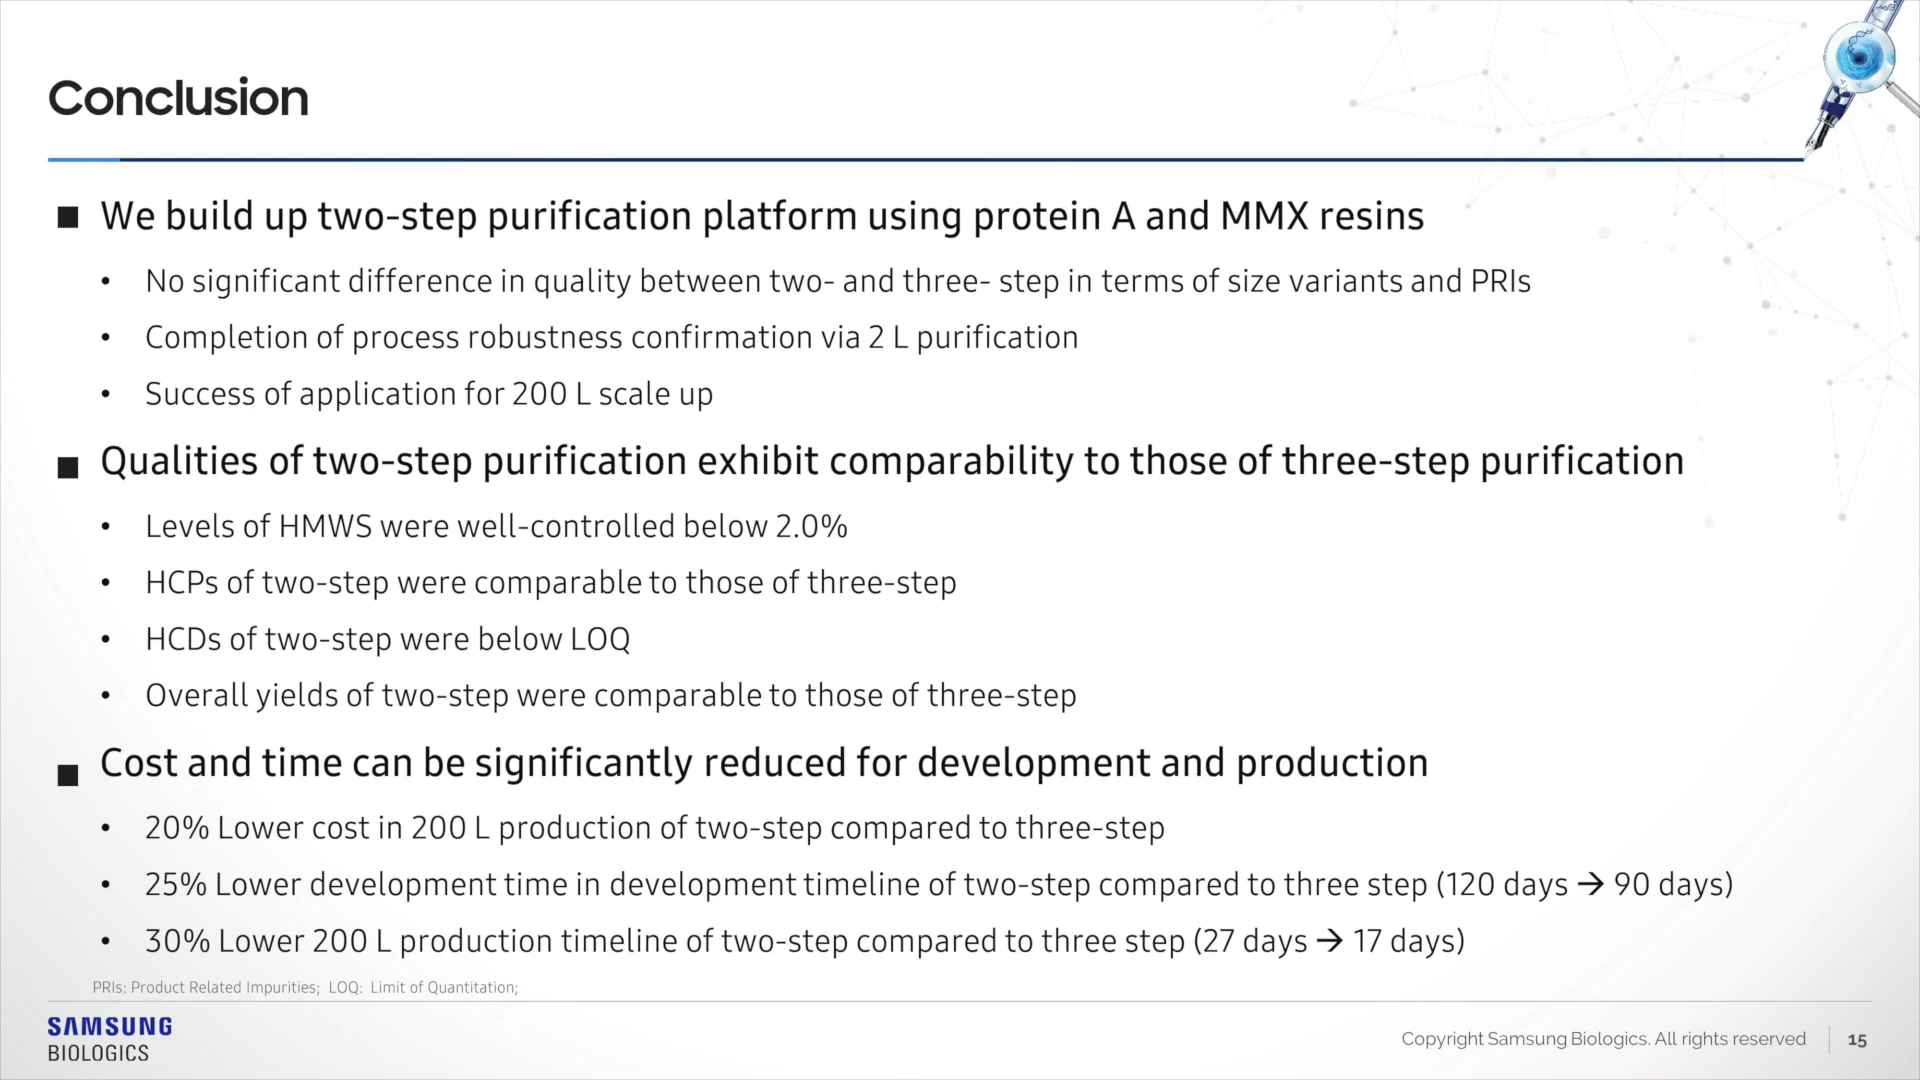 Conclusion
■ We build up two-step purification platform using protein A and MMX resins
• No significant difference in quality between two- and three- step in terms of size variants and PRIs
• Completion of process robustness confirmation via 2 L purification
• Success of application for 200 L scale up
■ Qualities of two-step purification exhibit comparability to those of three-step purification
• Levels of HMWS were well-controlled below 2.0%
• HCPs of two-step were comparable to those of three-step
• HCDs of two-step were below LOQ
• Overall yields of two-step were comparable to those of three-step
■ Cost and time can be significantly reduced for development and production
• 20% Lower cost in 200 L production of two-step compared to three-step
• 25% Lower development time in development timeline of two-step compared to three step (120 days → 90 days)
• 30% Lower 200 L production timeline of two-step compared to three step (27 days → 17 days)
PRIs: Product Related Impurities; LOQ: Limit of Quantitation;
SAMSUNG
BIOLOGICS
Copyright Samsung Biologics. All rights reserved 15